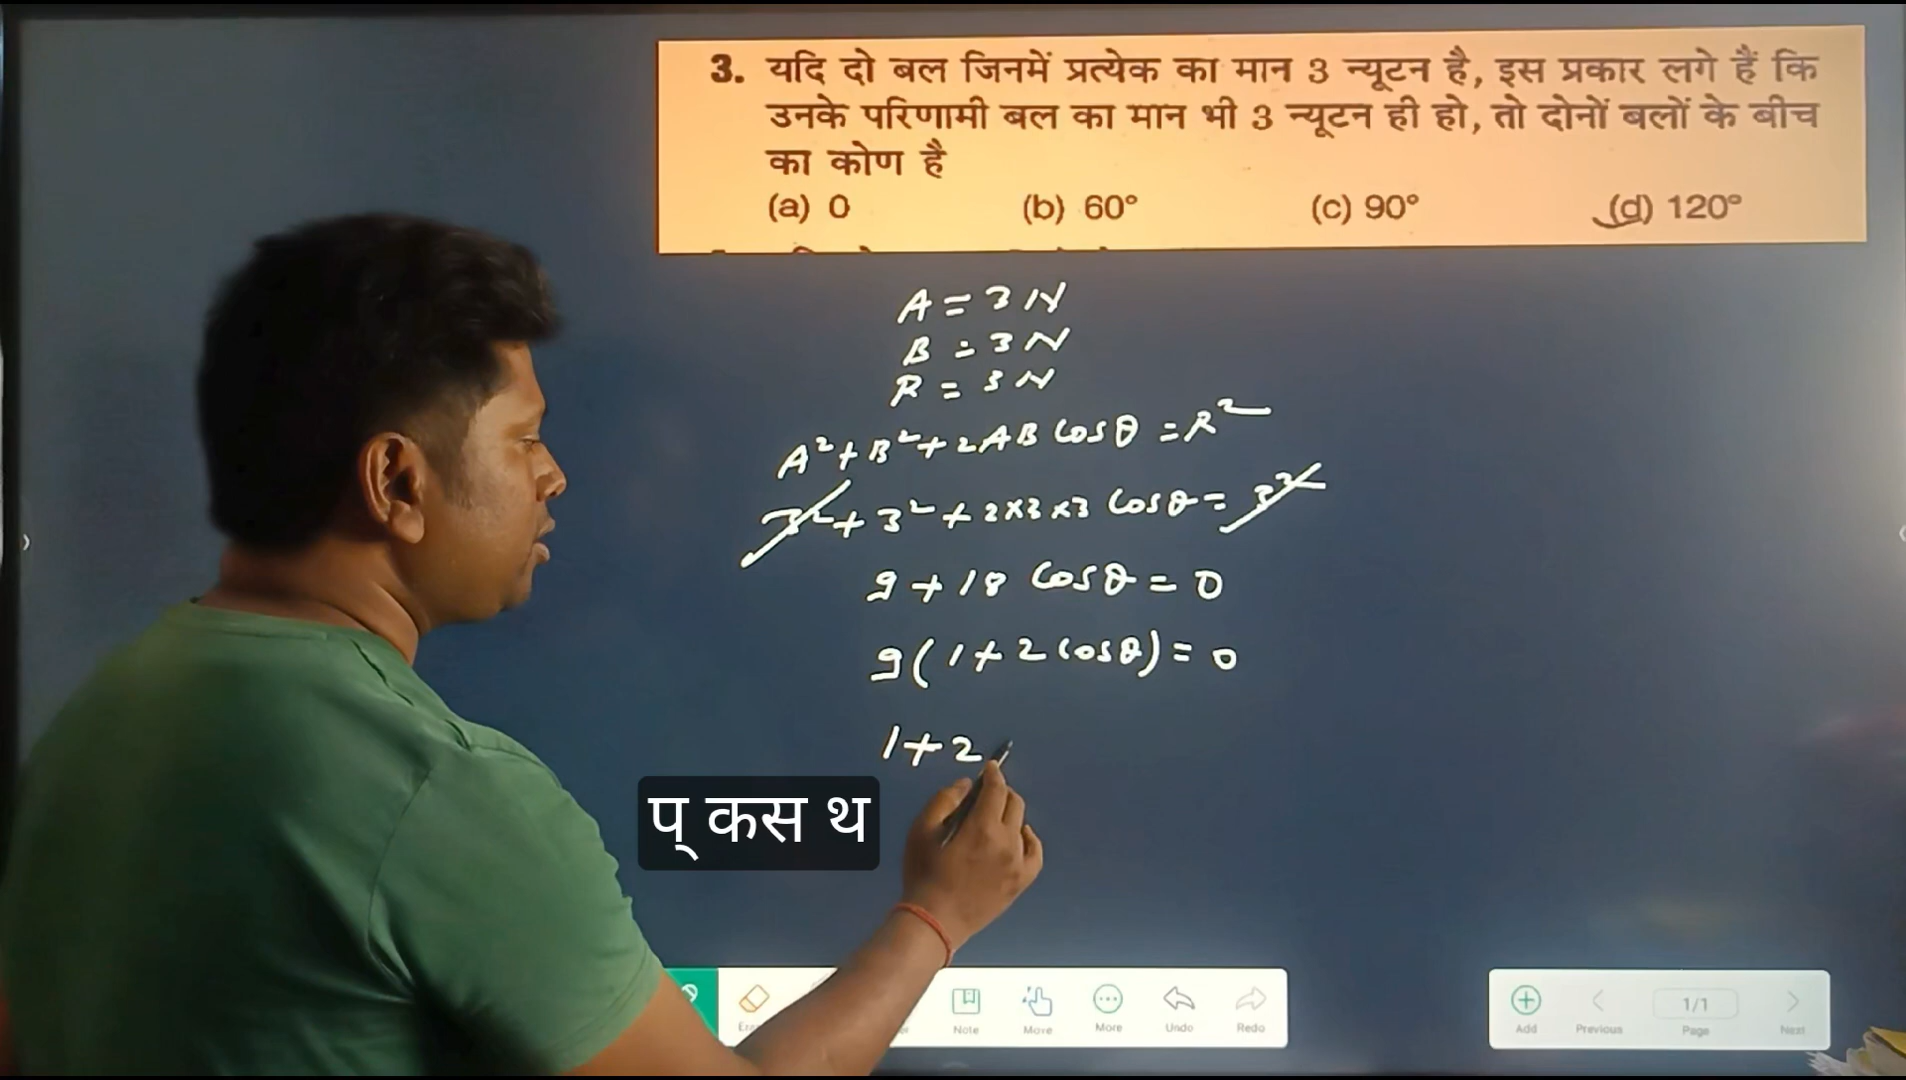 3. यदि दो बल जिनमें प्रत्येक का मान 3 न्यूटन है, इस प्रकार लगे हैं कि
उनके परिणामी बल का मान भी 3 न्यूटन ही हो, तो दोनों बलों के बीच
का कोण है
(a) 0 (b) 60° (c) 90° (d) 120°
A = 3N
B = 3N
R = 3N
A²+B²+2AB Cosθ = R²
3²+3²+2×3×3 Cosθ = 3²
9+18 Cosθ = 0
9(1+2cosθ) = 0
1+2
प् कस थ
Note Move More Undo Redo
Add Previous 1/1 Page Next